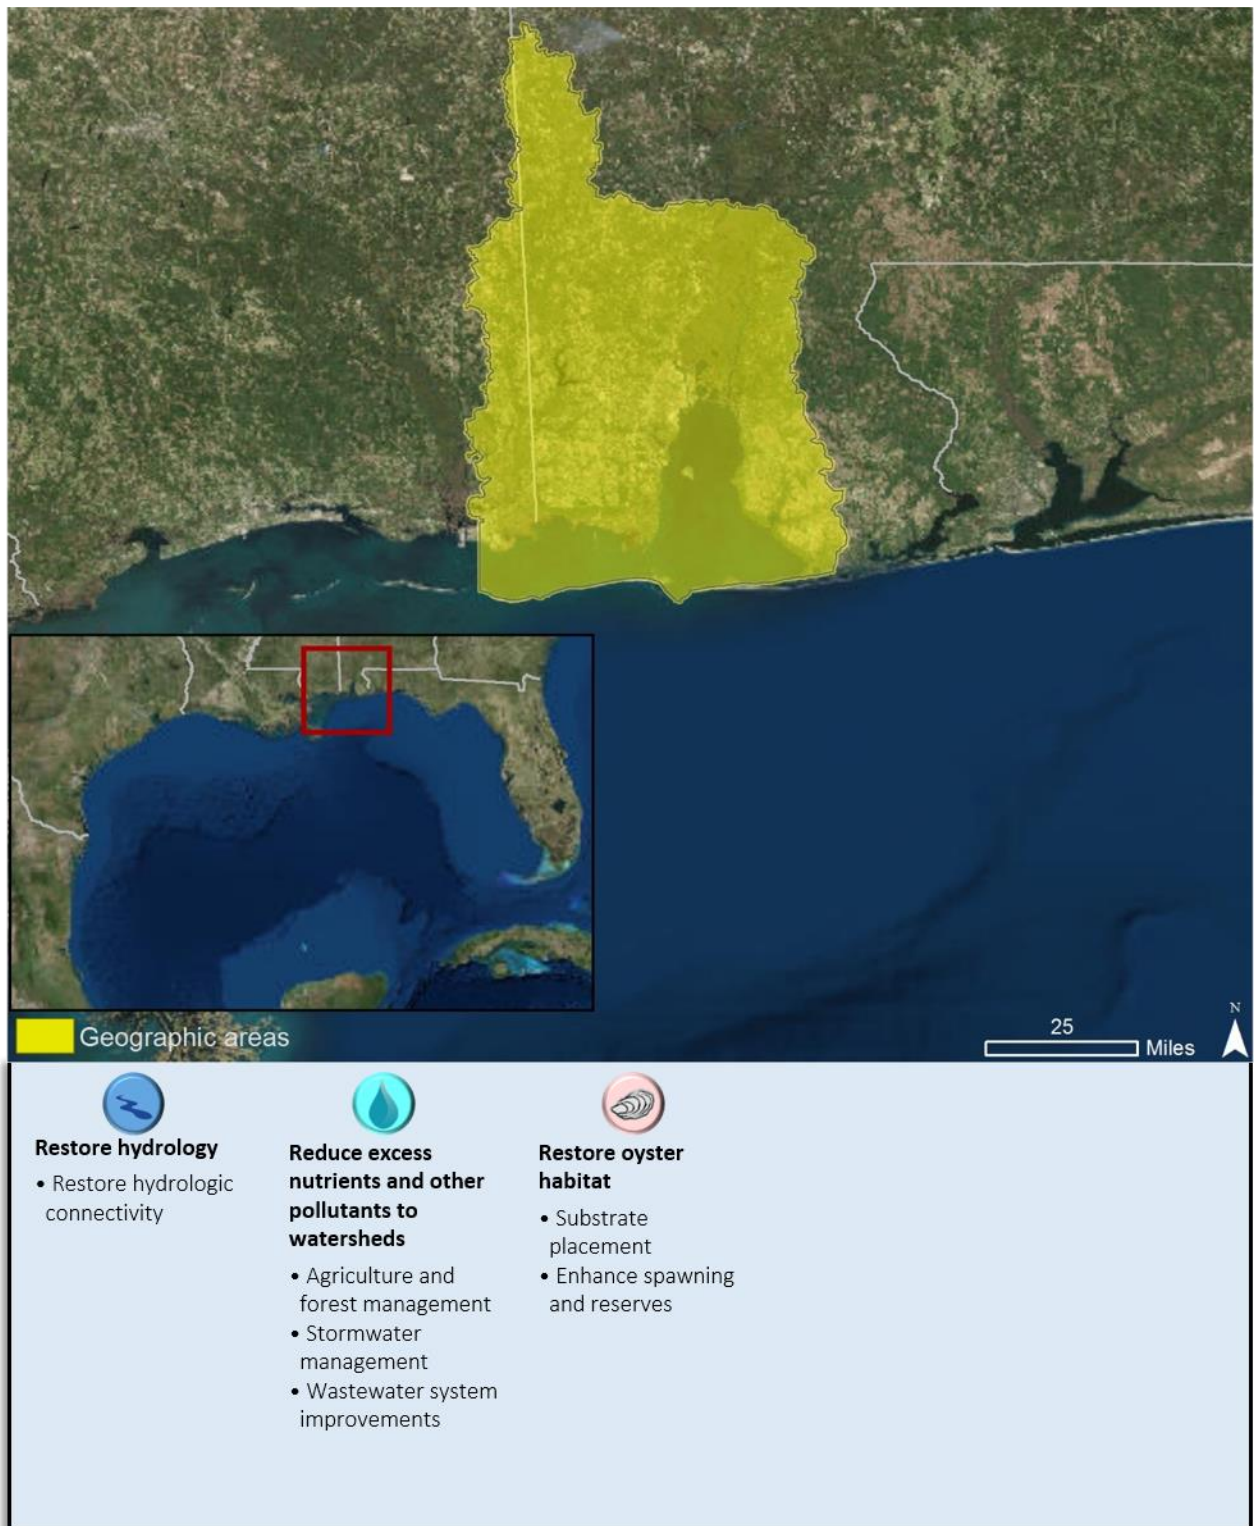 Geographic areas
25
Miles
N
Restore hydrology
• Restore hydrologic
connectivity
Reduce excess
nutrients and other
pollutants to
watersheds
• Agriculture and
forest management
• Stormwater
management
• Wastewater system
improvements
Restore oyster
habitat
• Substrate
placement
• Enhance spawning
and reserves